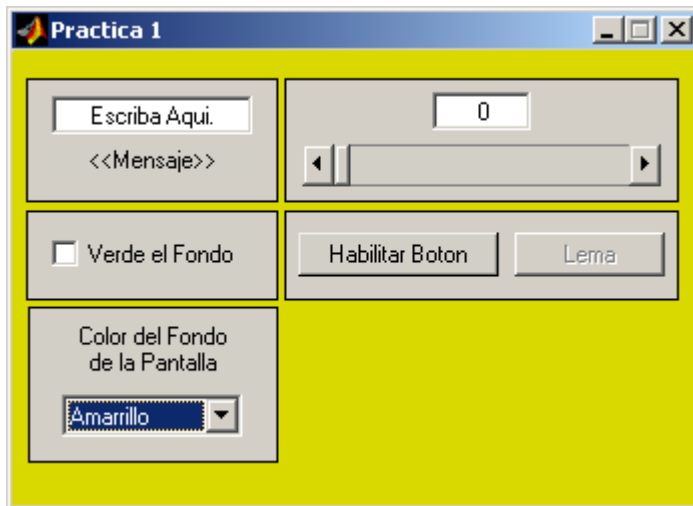 Practica 1
Escriba Aqui.
<<Mensaje>>
0
Verde el Fondo
Habilitar Boton
Lema
Color del Fondo
de la Pantalla
Amarrillo